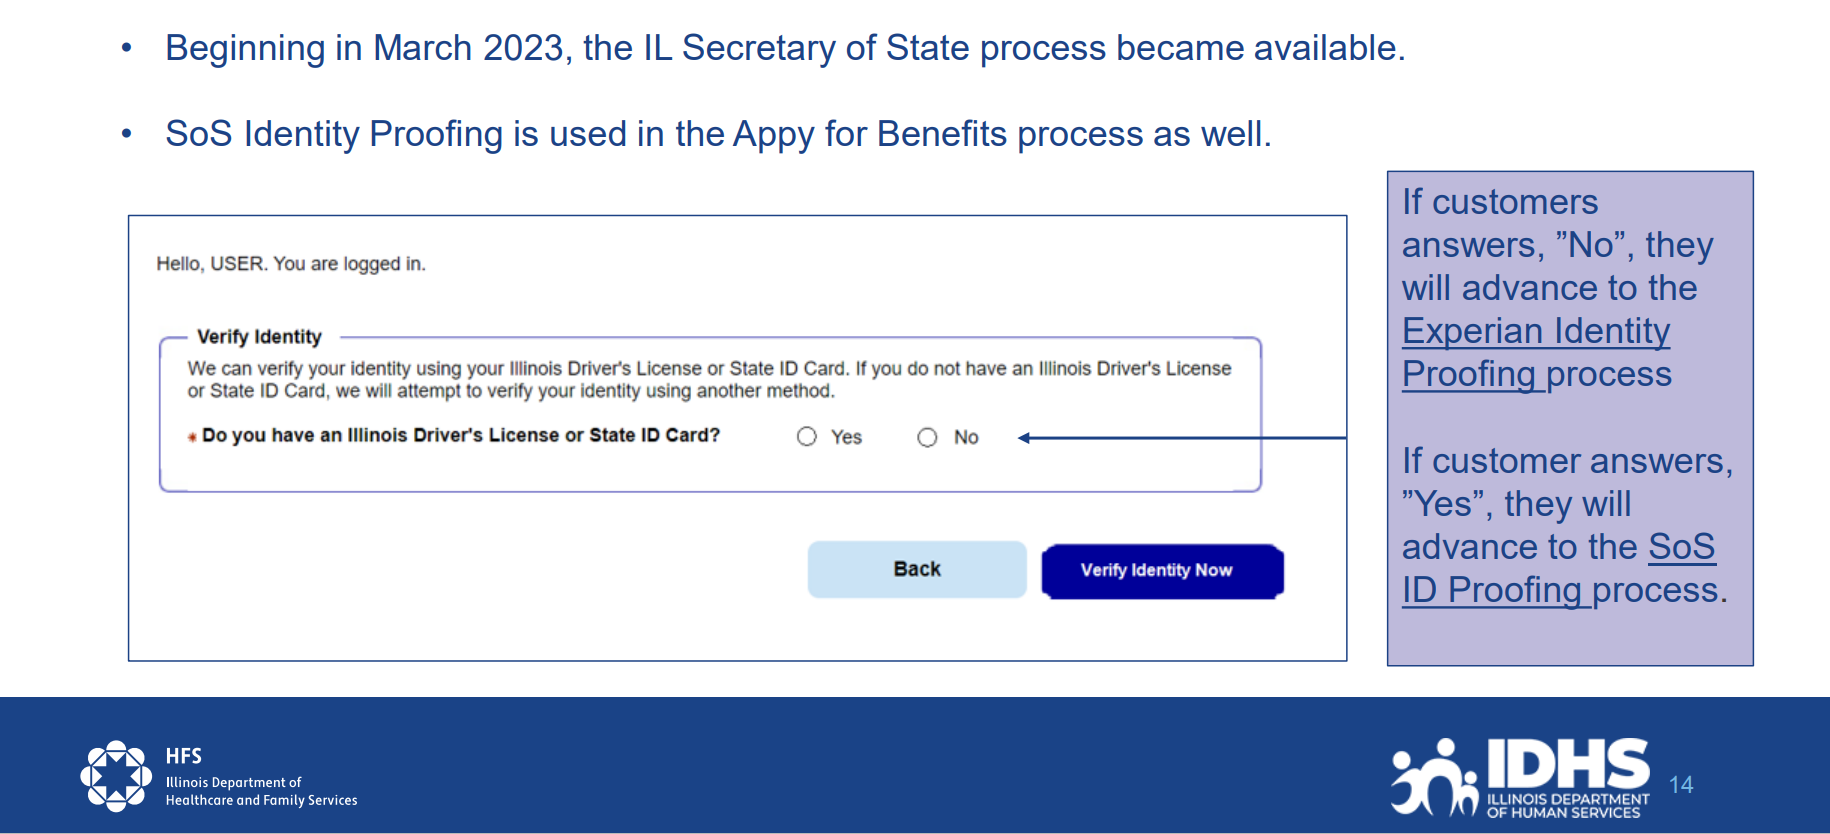 • Beginning in March 2023, the IL Secretary of State process became available.
• SoS Identity Proofing is used in the Appy for Benefits process as well.
Hello, USER. You are logged in.
Verify Identity
We can verify your identity using your Illinois Driver's License or State ID Card. If you do not have an Illinois Driver's License
or State ID Card, we will attempt to verify your identity using another method.
* Do you have an Illinois Driver's License or State ID Card? Yes No
Back Verify Identity Now
If customers
answers, ”No”, they
will advance to the
Experian Identity
Proofing process
If customer answers,
”Yes”, they will
advance to the SoS
ID Proofing process.
HFS
Illinois Department of
Healthcare and Family Services
IDHS
ILLINOIS DEPARTMENT
OF HUMAN SERVICES
14